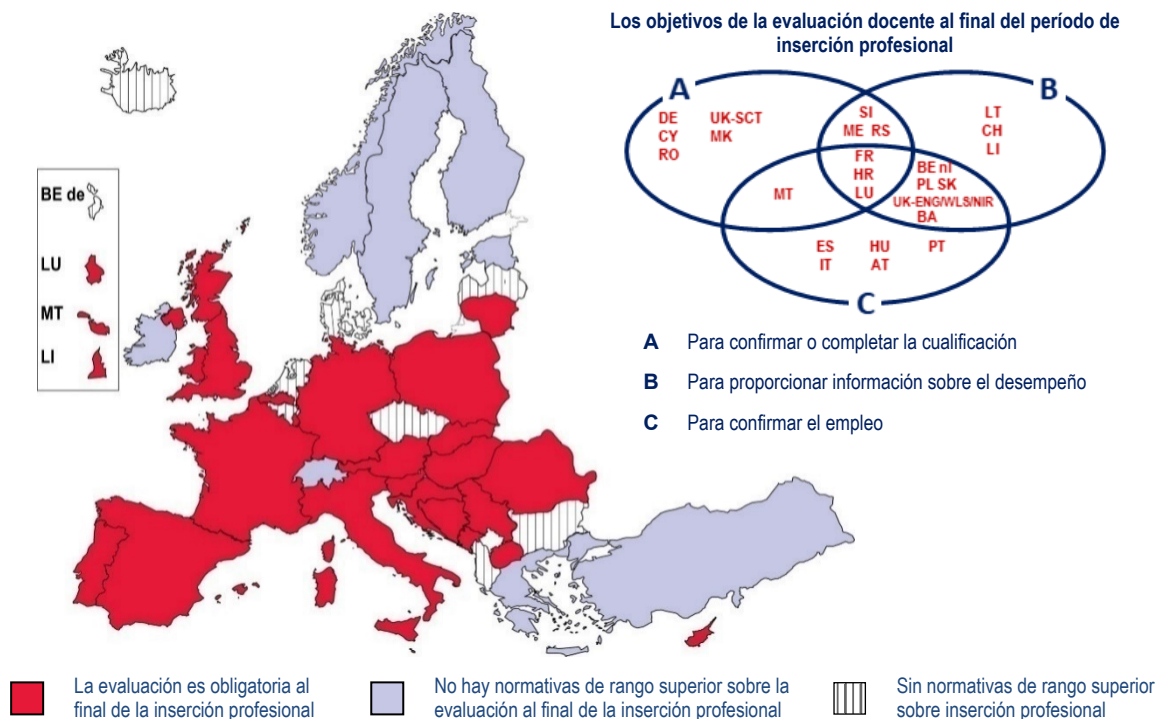 Los objetivos de la evaluación docente al final del período de
inserción profesional
A
B
DE UK-SCT
CY MK
RO
SI
ME RS
LT
CH
LI
FR
HR
LU
BE nl
PL SK
UK-ENG/WLS/NIR
BA
MT
ES HU PT
IT AT
C
A Para confirmar o completar la cualificación
B Para proporcionar información sobre el desempeño
C Para confirmar el empleo
BE de
LU
MT
LI
La evaluación es obligatoria al
final de la inserción profesional
No hay normativas de rango superior sobre la
evaluación al final de la inserción profesional
Sin normativas de rango superior
sobre inserción profesional